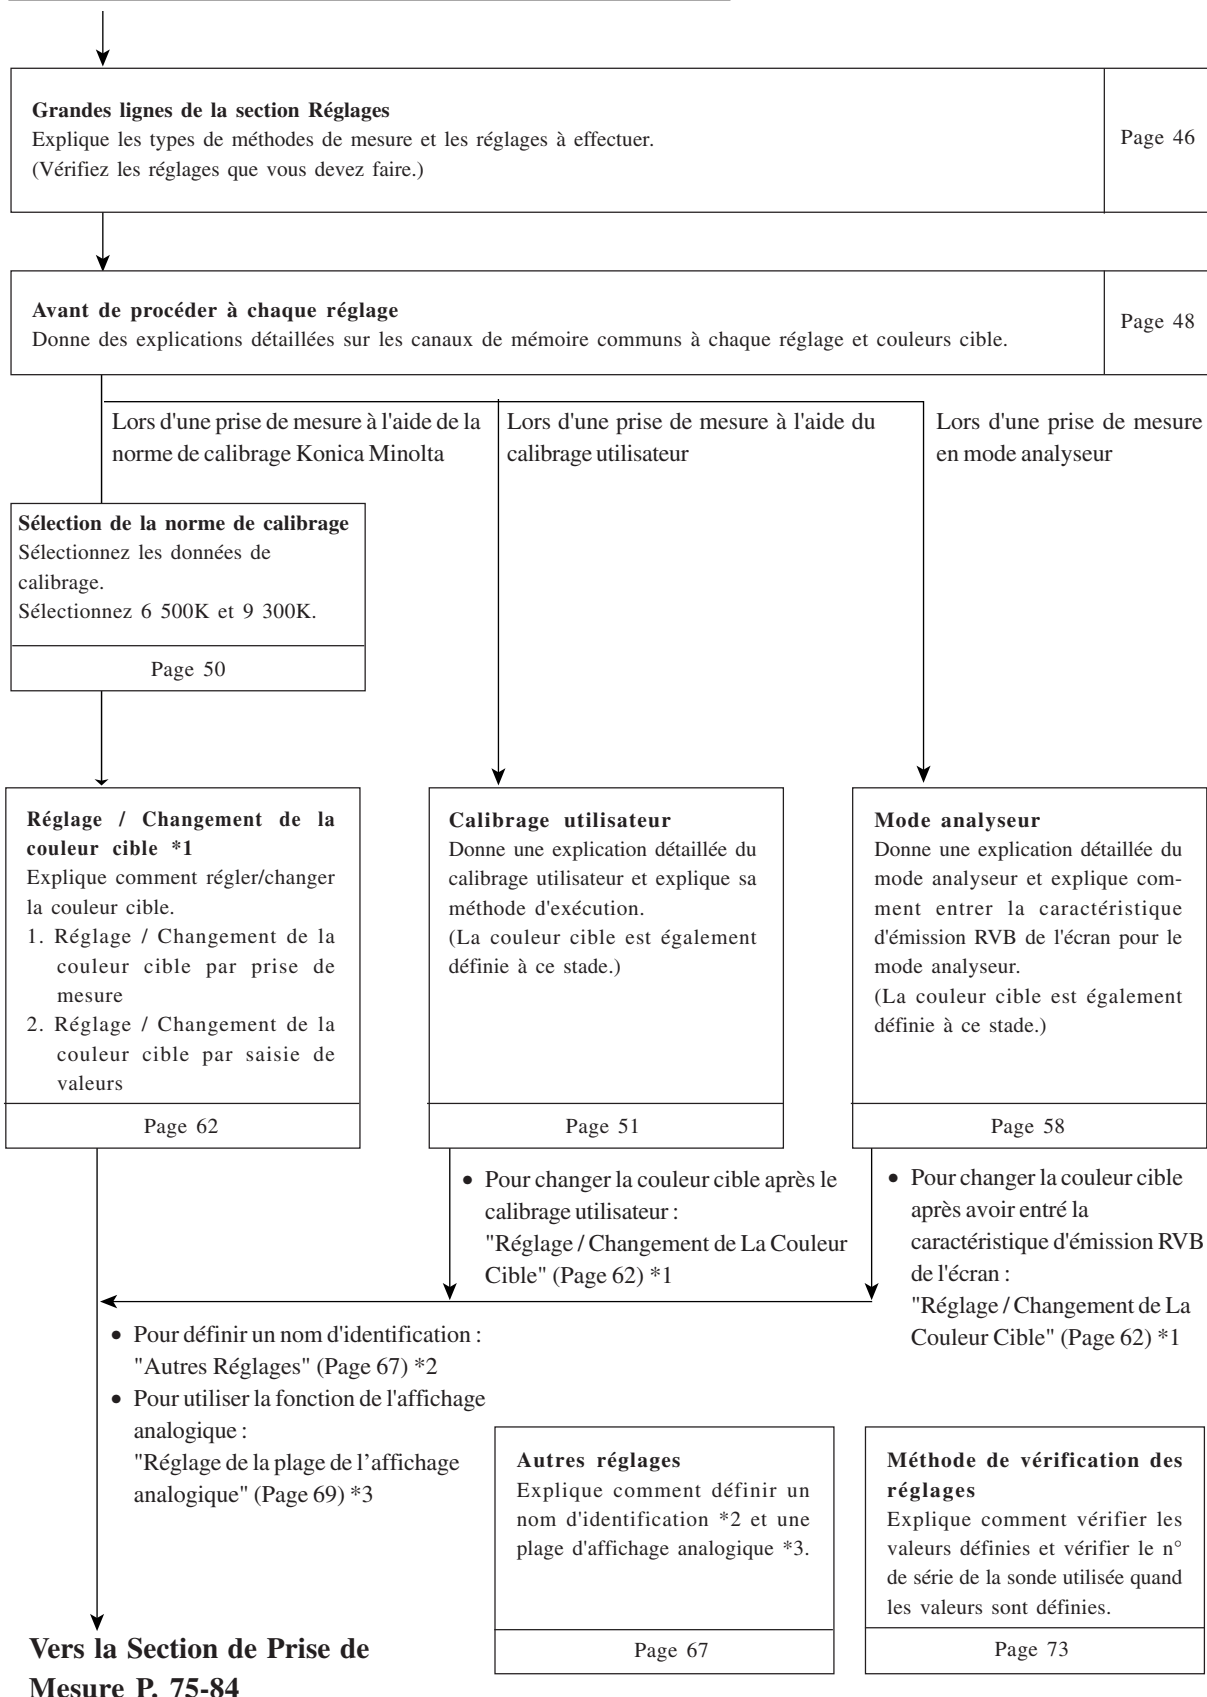 Grandes lignes de la section Réglages
Explique les types de méthodes de mesure et les réglages à effectuer.
(Vérifiez les réglages que vous devez faire.)
Page 46
Avant de procéder à chaque réglage
Donne des explications détaillées sur les canaux de mémoire communs à chaque réglage et couleurs cible.
Page 48
Lors d'une prise de mesure à l'aide de la
norme de calibrage Konica Minolta
Lors d'une prise de mesure à l'aide du
calibrage utilisateur
Lors d'une prise de mesure
en mode analyseur
Sélection de la norme de calibrage
Sélectionnez les données de
calibrage.
Sélectionnez 6 500K et 9 300K.
Page 50
Réglage / Changement de la
couleur cible *1
Explique comment régler/changer
la couleur cible.
1. Réglage / Changement de la
couleur cible par prise de
mesure
2. Réglage / Changement de la
couleur cible par saisie de
valeurs
Page 62
Calibrage utilisateur
Donne une explication détaillée du
calibrage utilisateur et explique sa
méthode d'exécution.
(La couleur cible est également
définie à ce stade.)
Page 51
Mode analyseur
Donne une explication détaillée du
mode analyseur et explique com-
ment entrer la caractéristique
d'émission RVB de l'écran pour le
mode analyseur.
(La couleur cible est également
définie à ce stade.)
Page 58
• Pour changer la couleur cible après le
calibrage utilisateur :
"Réglage / Changement de La Couleur
Cible" (Page 62) *1
• Pour changer la couleur cible
après avoir entré la
caractéristique d'émission RVB
de l'écran :
"Réglage / Changement de La
Couleur Cible" (Page 62) *1
• Pour définir un nom d'identification :
"Autres Réglages" (Page 67) *2
• Pour utiliser la fonction de l'affichage
analogique :
"Réglage de la plage de l’affichage
analogique" (Page 69) *3
Autres réglages
Explique comment définir un
nom d'identification *2 et une
plage d'affichage analogique *3.
Page 67
Méthode de vérification des
réglages
Explique comment vérifier les
valeurs définies et vérifier le n°
de série de la sonde utilisée quand
les valeurs sont définies.
Page 73
Vers la Section de Prise de
Mesure P. 75-84